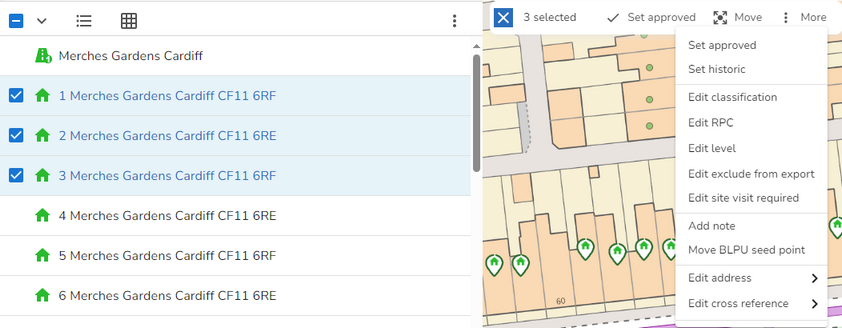 Merches Gardens Cardiff
1 Merches Gardens Cardiff CF11 6RF
2 Merches Gardens Cardiff CF11 6RE
3 Merches Gardens Cardiff CF11 6RF
4 Merches Gardens Cardiff CF11 6RE
5 Merches Gardens Cardiff CF11 6RF
6 Merches Gardens Cardiff CF11 6RE
3 selected Set approved Move More
Set approved
Set historic
Edit classification
Edit RPC
Edit level
Edit exclude from export
Edit site visit required
Add note
Move BLPU seed point
Edit address
Edit cross reference
60